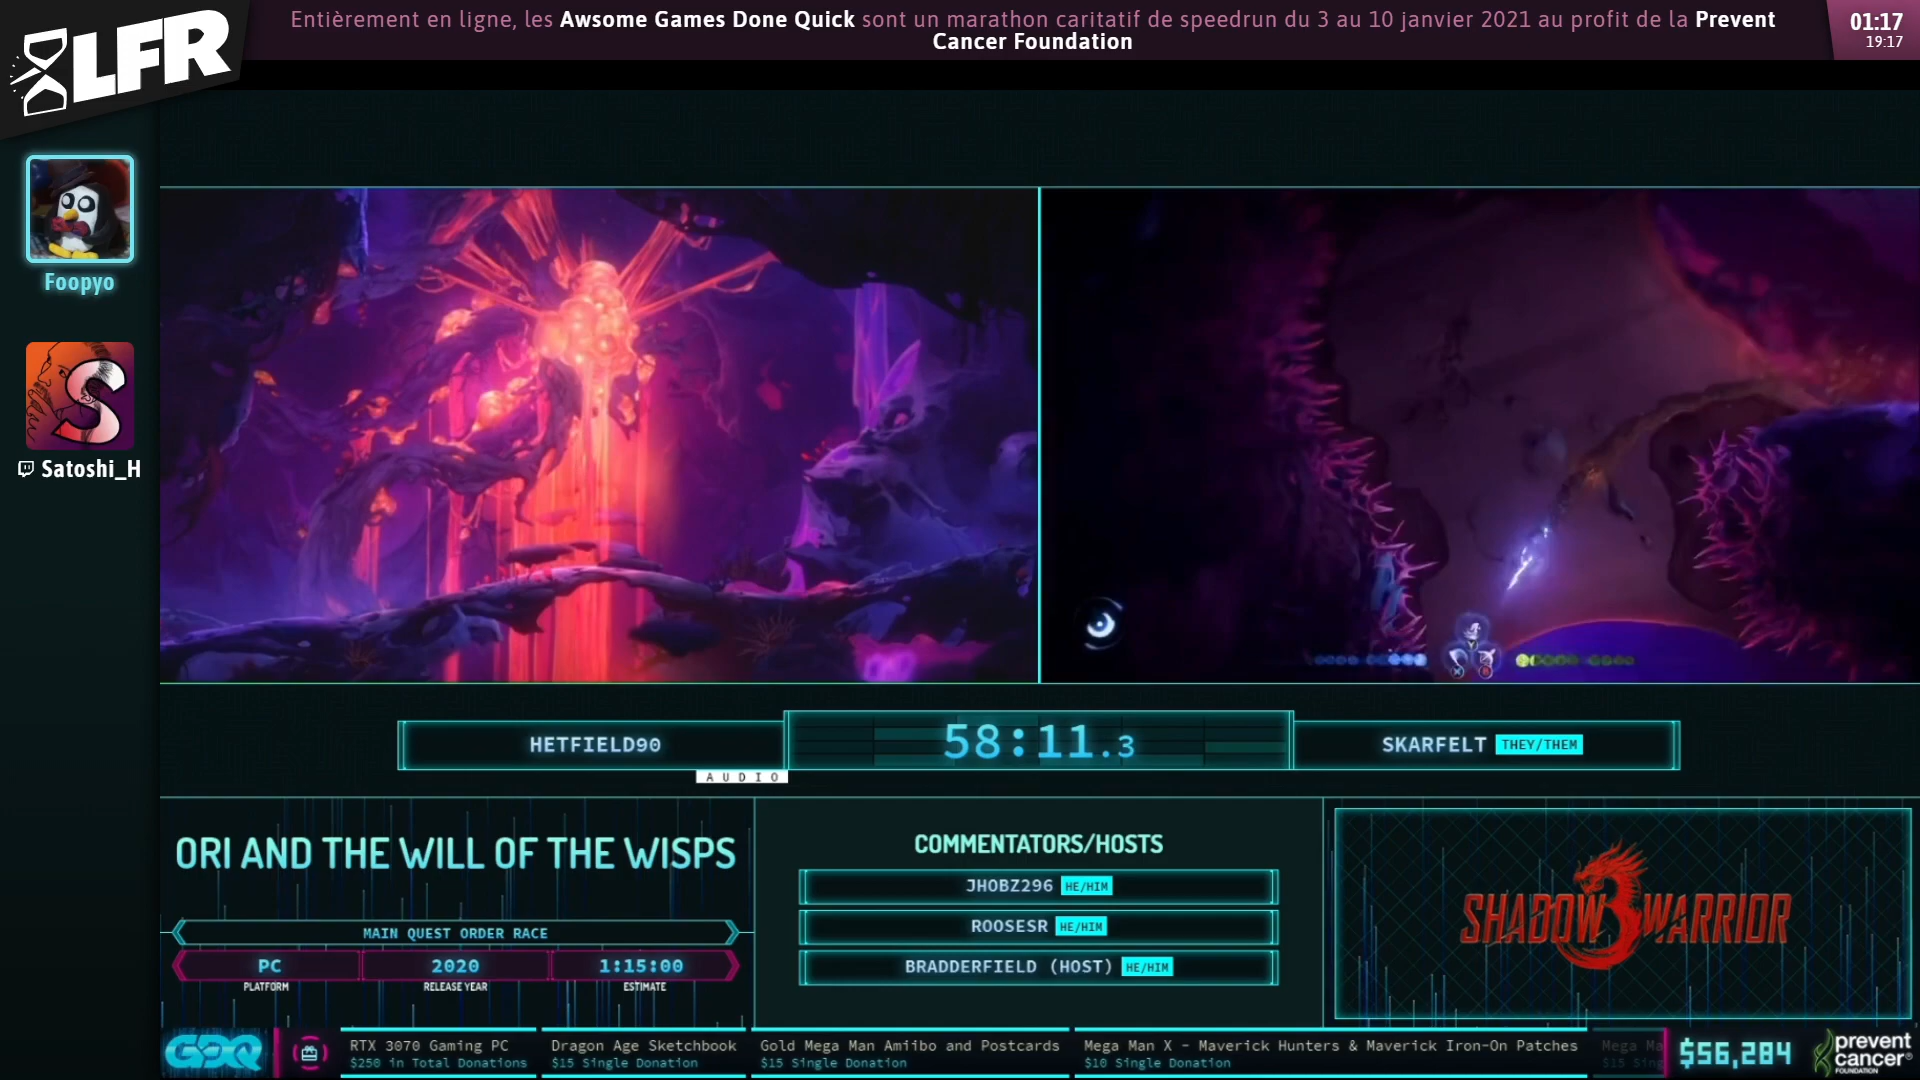 LFR
Entièrement en ligne, les Awsome Games Done Quick sont un marathon caritatif de speedrun du 3 au 10 janvier 2021 au profit de la Prevent
Cancer Foundation
01:17
19:17
Foopyo
S
Satoshi_H
HETFIELD90
58:11.3
SKARFELT THEY/THEM
AUDIO
ORI AND THE WILL OF THE WISPS
MAIN QUEST ORDER RACE
PC
2020
1:15:00
PLATFORM
RELEASE YEAR
ESTIMATE
COMMENTATORS/HOSTS
JHOBZ296 HE/HIM
ROOSESR HE/HIM
BRADDERFIELD (HOST) HE/HIM
SHADOW 3 WARRIOR
GDQ
RTX 3070 Gaming PC
$250 in Total Donations
Dragon Age Sketchbook
$15 Single Donation
Gold Mega Man Amiibo and Postcards
$15 Single Donation
Mega Man X - Maverick Hunters & Maverick Iron-On Patches
$10 Single Donation
Mega Ma
$15 Sing
$56,284
prevent
cancer
FOUNDATION